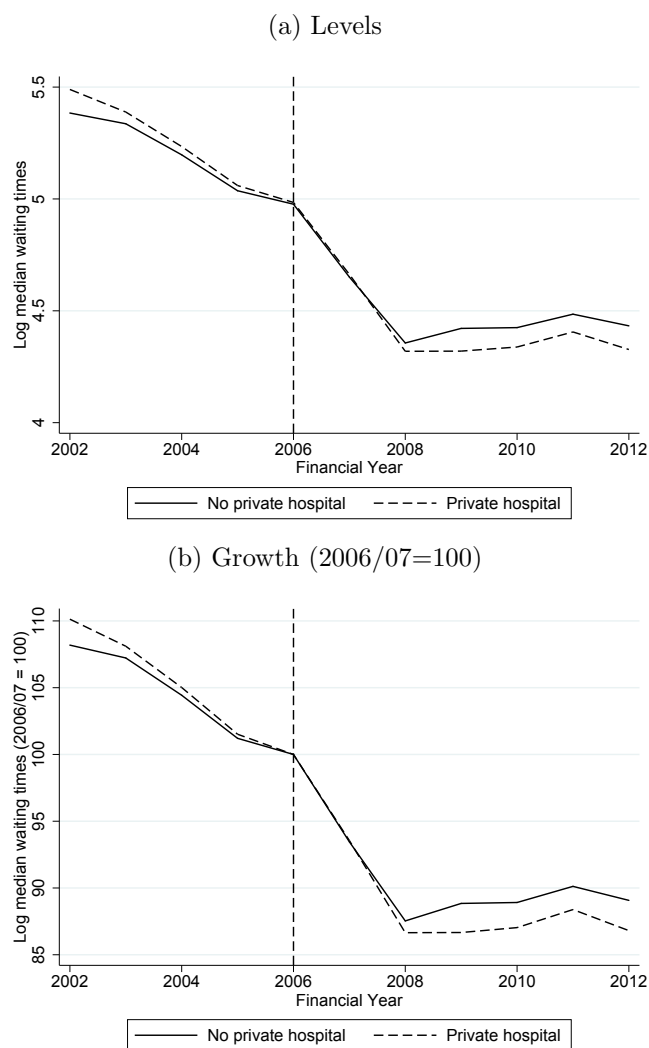 (a) Levels
Log median waiting times
5.5
5
4.5
4
2002 2004 2006 2008 2010 2012
Financial Year
No private hospital Private hospital
(b) Growth (2006/07=100)
Log median waiting times (2006/07 = 100)
110
105
100
95
90
85
2002 2004 2006 2008 2010 2012
Financial Year
No private hospital Private hospital